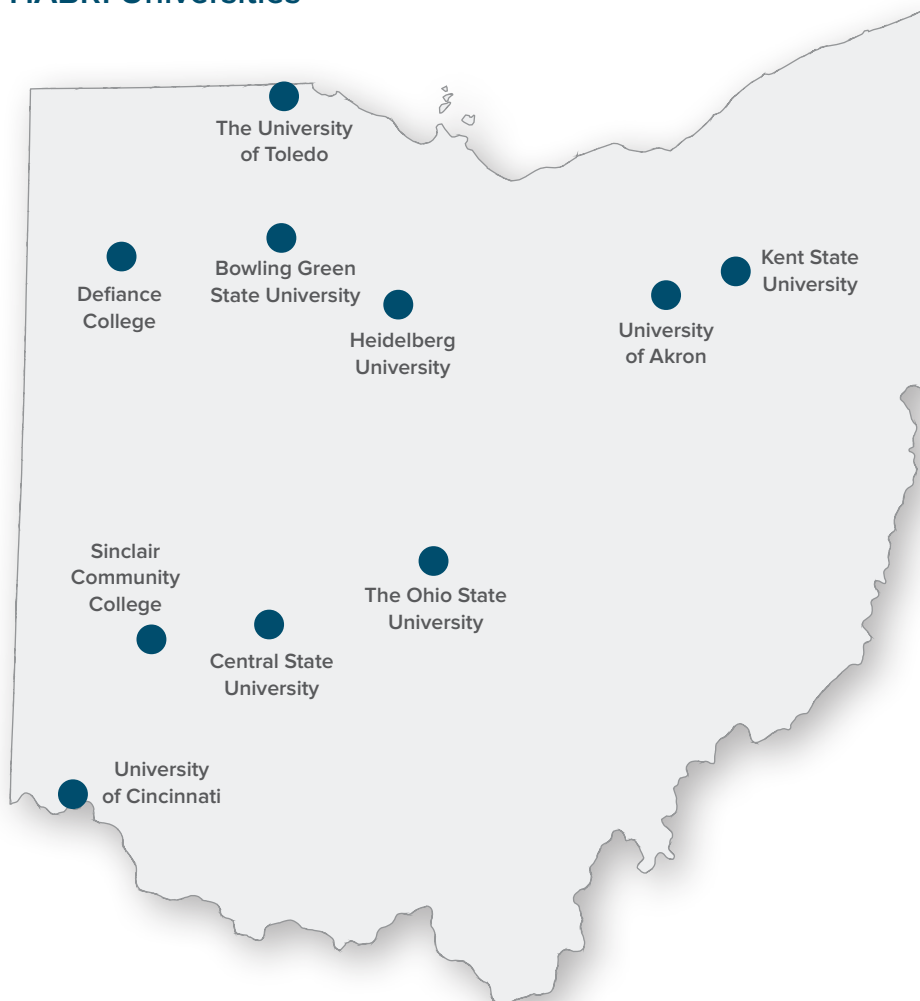 HABRI Universities
The University
of Toledo
Bowling Green
State University
Defiance
College
Heidelberg
University
Kent State
University
University
of Akron
Sinclair
Community
College
The Ohio State
University
Central State
University
University
of Cincinnati